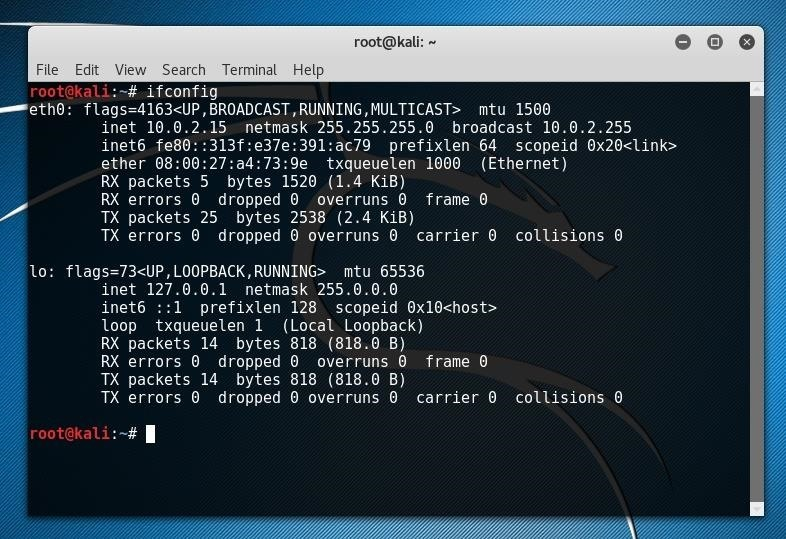 root@kali: ~
File Edit View Search Terminal Help
root@kali:~# ifconfig
eth0: flags=4163<UP,BROADCAST,RUNNING,MULTICAST>  mtu 1500
        inet 10.0.2.15  netmask 255.255.255.0  broadcast 10.0.2.255
        inet6 fe80::313f:e37e:391:ac79  prefixlen 64  scopeid 0x20<link>
        ether 08:00:27:a4:73:9e  txqueuelen 1000  (Ethernet)
        RX packets 5  bytes 1520 (1.4 KiB)
        RX errors 0  dropped 0  overruns 0  frame 0
        TX packets 25  bytes 2538 (2.4 KiB)
        TX errors 0  dropped 0 overruns 0  carrier 0  collisions 0

lo: flags=73<UP,LOOPBACK,RUNNING>  mtu 65536
        inet 127.0.0.1  netmask 255.0.0.0
        inet6 ::1  prefixlen 128  scopeid 0x10<host>
        loop  txqueuelen 1  (Local Loopback)
        RX packets 14  bytes 818 (818.0 B)
        RX errors 0  dropped 0  overruns 0  frame 0
        TX packets 14  bytes 818 (818.0 B)
        TX errors 0  dropped 0 overruns 0  carrier 0  collisions 0

root@kali:~#